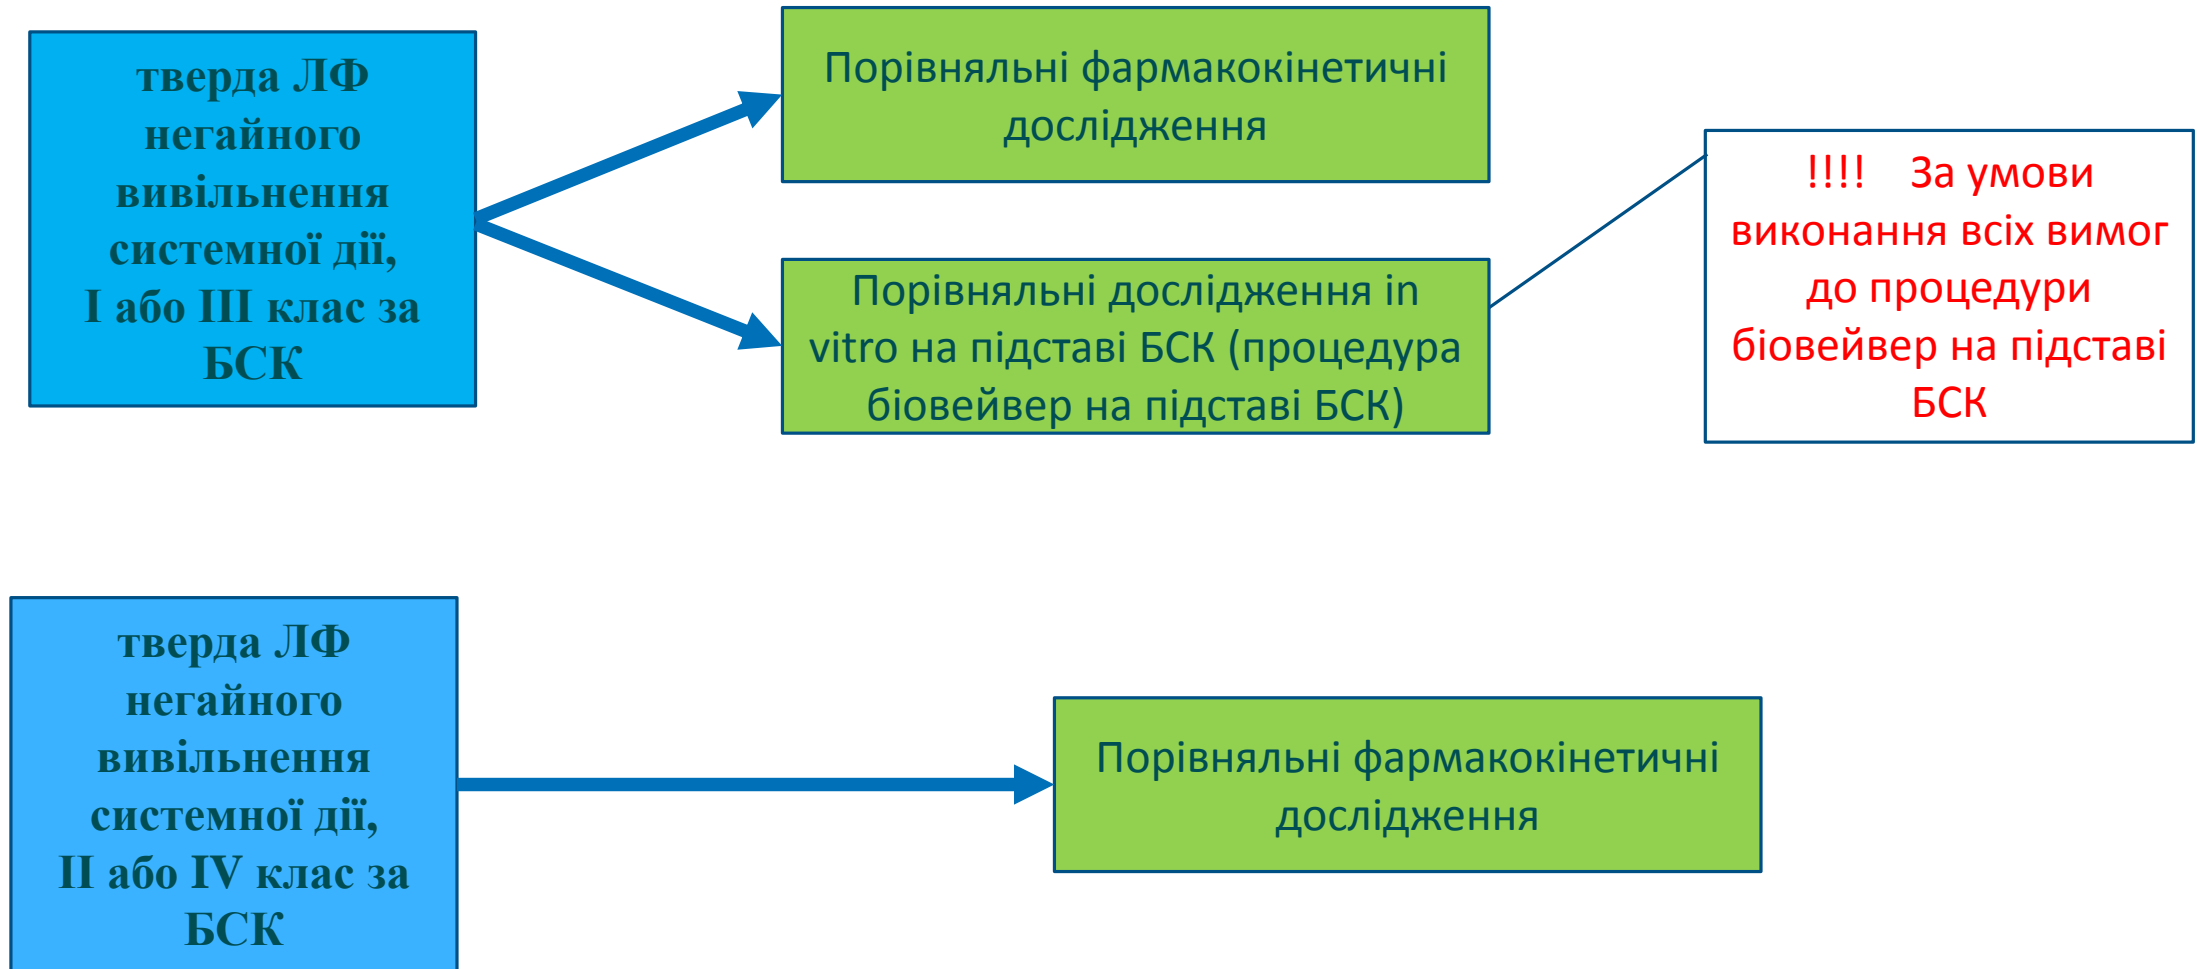 тверда ЛФ
негайного
вивільнення
системної дії,
I або III клас за
БСК
Порівняльні фармакокінетичні
дослідження
Порівняльні дослідження in
vitro на підставі БСК (процедура
біовейвер на підставі БСК)
!!!! За умови
виконання всіх вимог
до процедури
біовейвер на підставі
БСК
тверда ЛФ
негайного
вивільнення
системної дії,
II або IV клас за
БСК
Порівняльні фармакокінетичні
дослідження